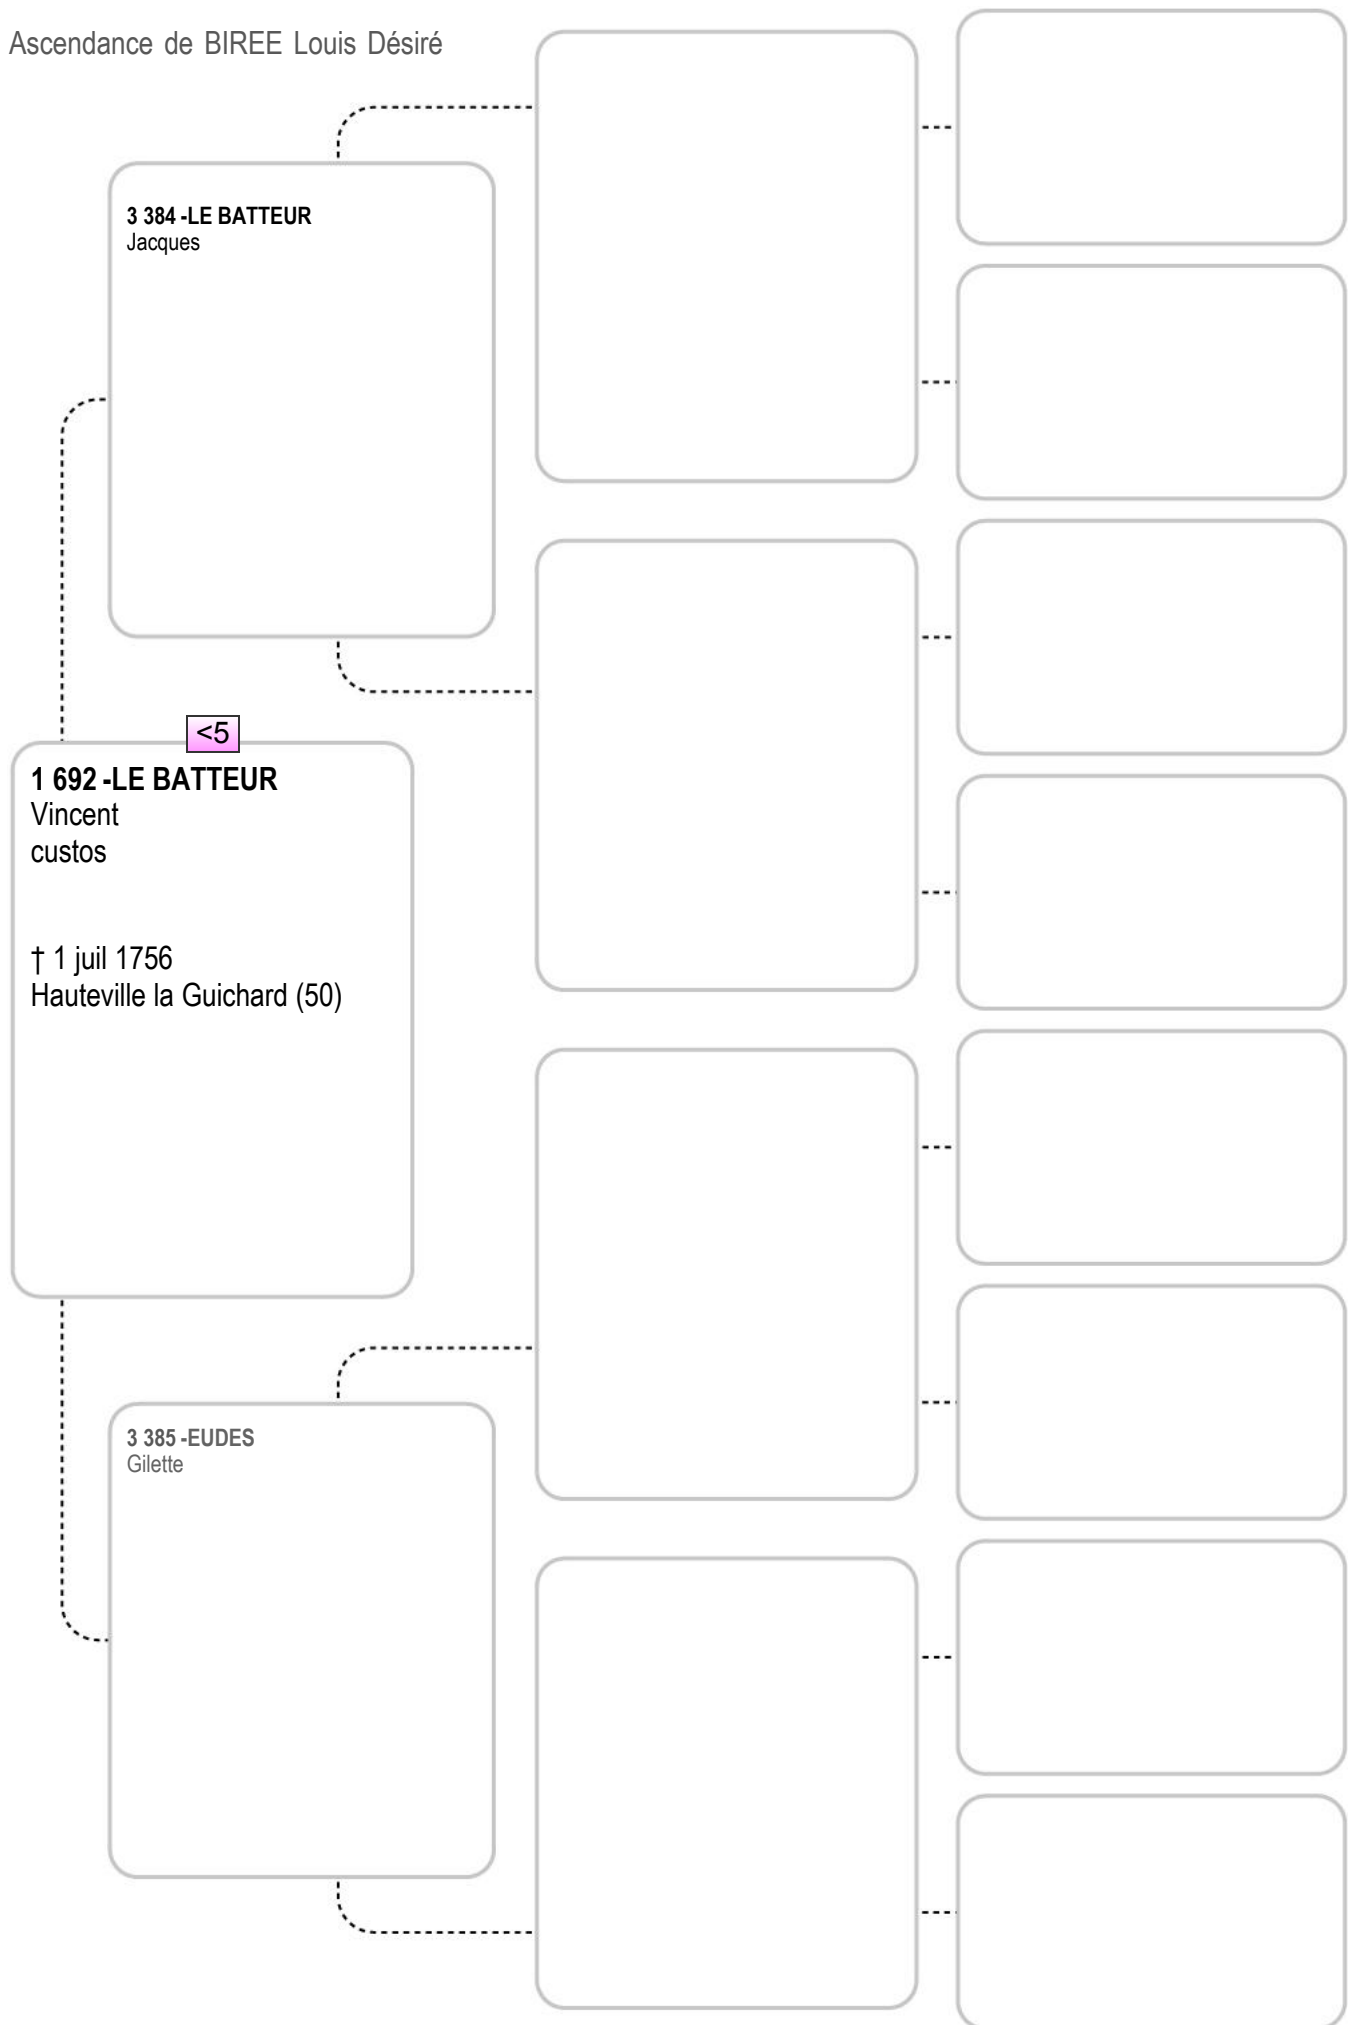 Ascendance de BIREE Louis Désiré
3 384 -LE BATTEUR
Jacques
<5
1 692 -LE BATTEUR
Vincent
custos
† 1 juil 1756
Hauteville la Guichard (50)
3 385 -EUDES
Gilette